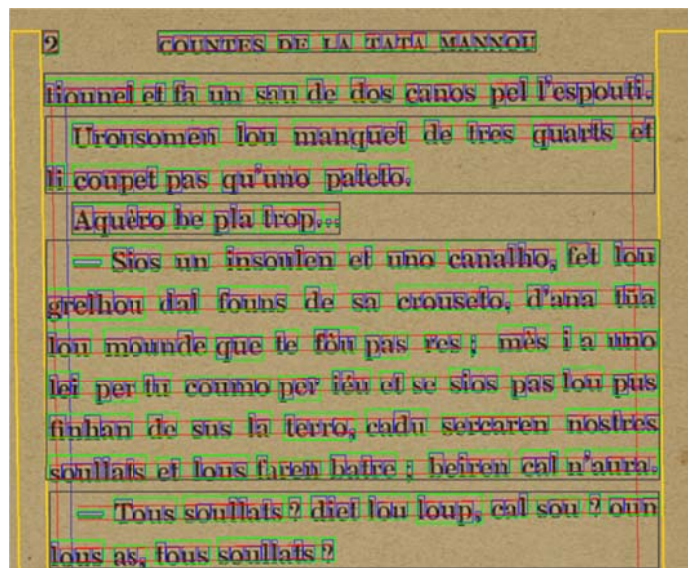 2 COUNTES DE LA TATA MANNOU
tiounel et fa un sau de dos canos pel l'espouti.
Urousomen lou manquet de tres quarts et
li coupet pas qu'uno pateto.
Aquèro he pla trop...
— Sios un insoulen et uno canalho, fet lou
grelhou dal founs de sa crouseto, d'ana tüa
lou mounde que te fôu pas res ; mès i a uno
lei per tu coumo per iéu et se sios pas lou pus
finhan de sus la terro, cadu sercaren nostres
soullats et lous faren batre ; beiren cal n'aura.
— Tous soullats ? diet lou loup, cal sou ? oun
lous as, tous soullats ?